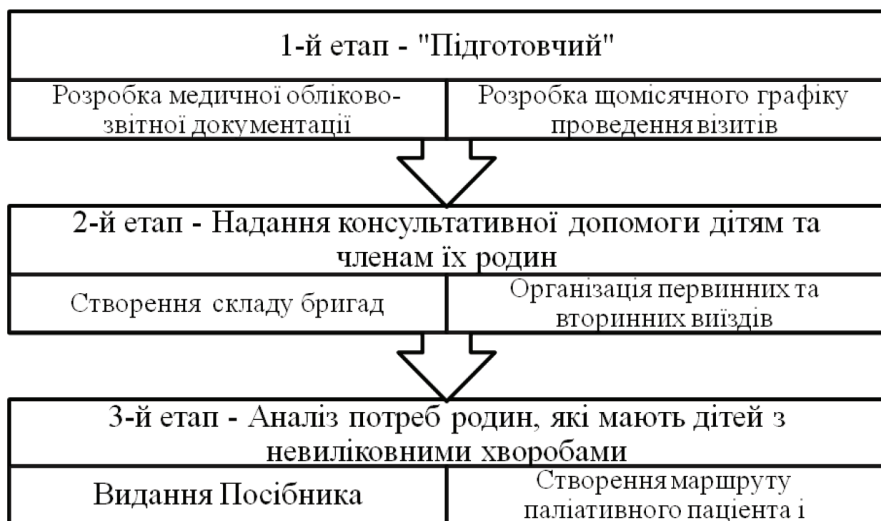 1-й етап - "Підготовчий"
Розробка медичної обліково-
звітної документації
Розробка щомісячного графіку
проведення візитів
2-й етап - Надання консультативної допомоги дітям та
членам їх родин
Створення складу бригад
Організація первинних та
вторинних виїздів
3-й етап - Аналіз потреб родин, які мають дітей з
невиліковними хворобами
Видання Посібника
Створення маршруту
паліативного пацієнта і